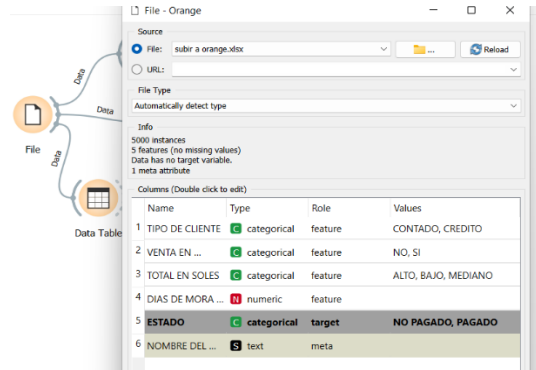 File - Orange
Source
File: subir a orange.xlsx ... Reload
URL:
File Type
Automatically detect type
Info
5000 instances
5 features (no missing values)
Data has no target variable.
1 meta attribute
Columns (Double click to edit)
Name Type Role Values
1 TIPO DE CLIENTE C categorical feature CONTADO, CREDITO
2 VENTA EN ... C categorical feature NO, SI
3 TOTAL EN SOLES C categorical feature ALTO, BAJO, MEDIANO
4 DIAS DE MORA ... N numeric feature
5 ESTADO C categorical target NO PAGADO, PAGADO
6 NOMBRE DEL ... S text meta
Data
Data
Data
File
Data Table